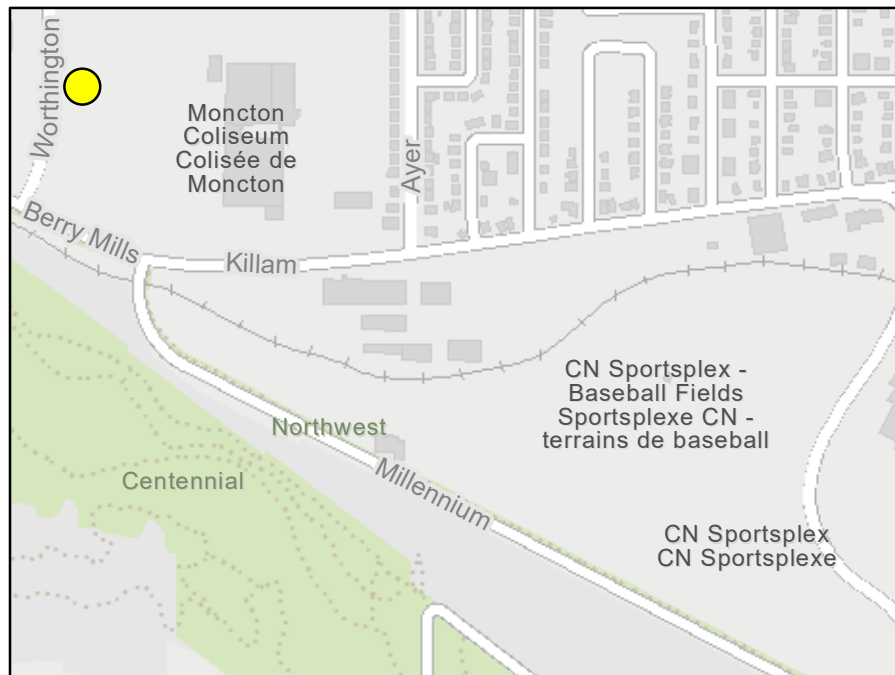 Worthington
Moncton
Coliseum
Colisée de
Moncton
Ayer
Berry Mills
Killam
CN Sportsplex -
Baseball Fields
Sportsplexe CN -
terrains de baseball
Northwest
Centennial
Millennium
CN Sportsplex
CN Sportsplexe